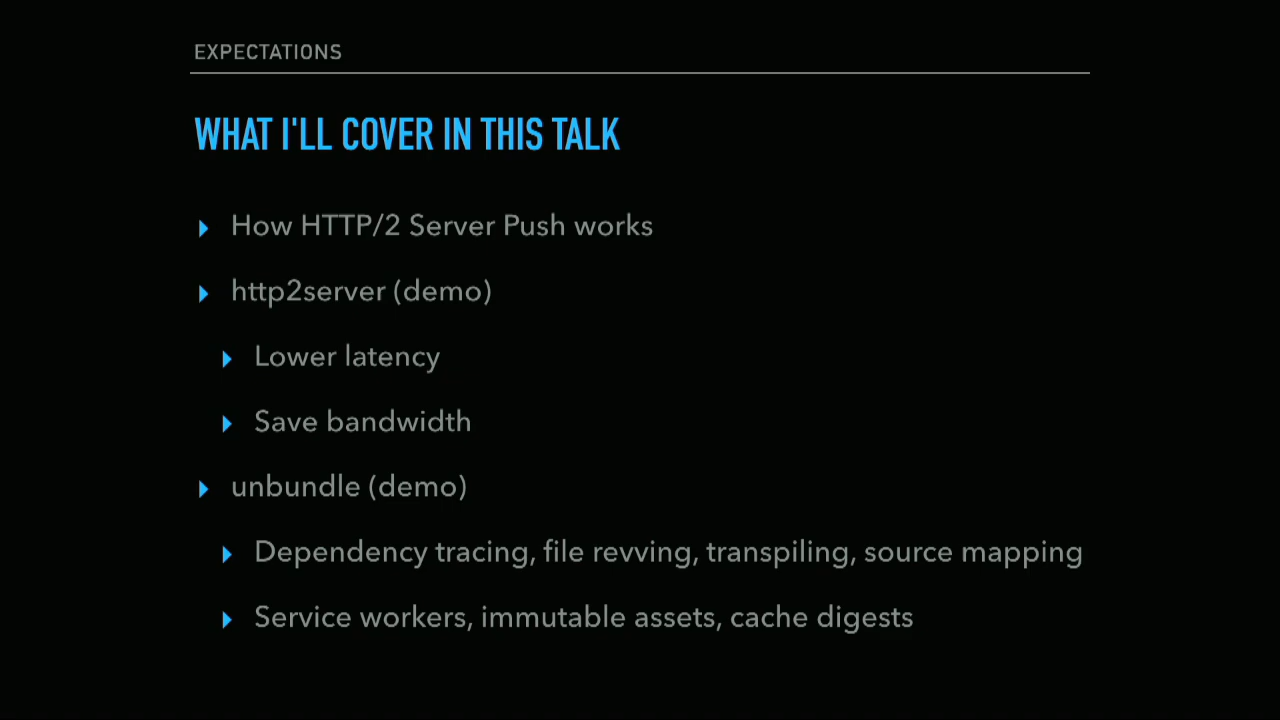 EXPECTATIONS
WHAT I'LL COVER IN THIS TALK
How HTTP/2 Server Push works
http2server (demo)
Lower latency
Save bandwidth
unbundle (demo)
Dependency tracing, file revving, transpiling, source mapping
Service workers, immutable assets, cache digests